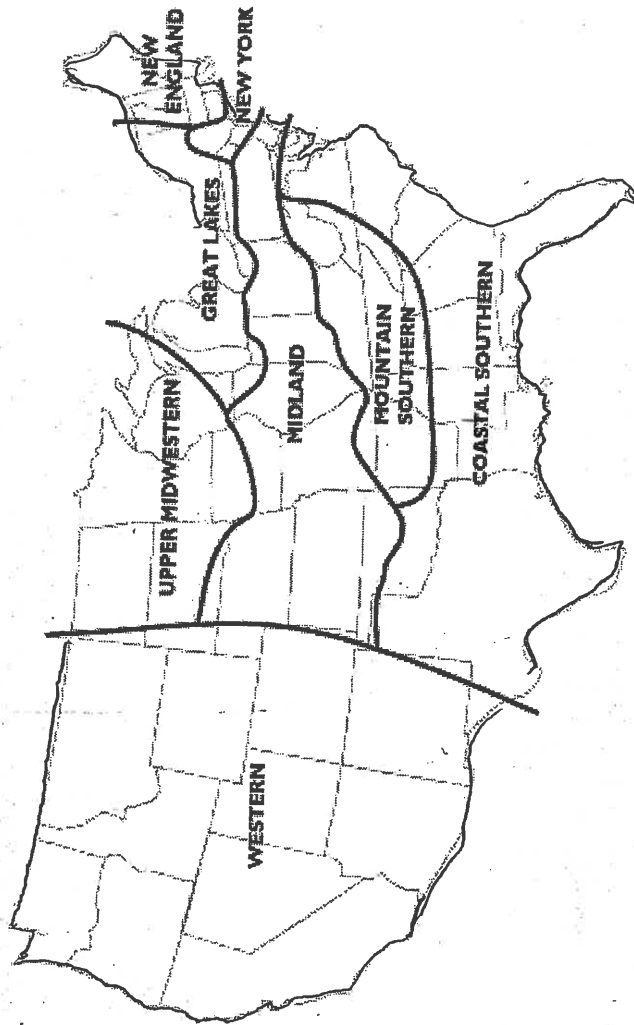 WESTERN
UPPER MIDWESTERN
GREAT LAKES
NEW
ENGLAND
NEW YORK
MIDLAND
MOUNTAIN
SOUTHERN
COASTAL SOUTHERN